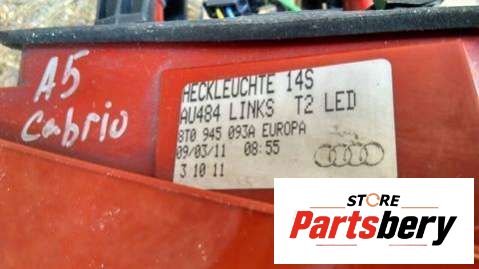 A5
Cabrio
HECKLEUCHTE 14S
AU484 LINKS T2 LED
8T0 945 093A EUROPA
09/03/11 08:55
3 10 11
STORE
Partsbery